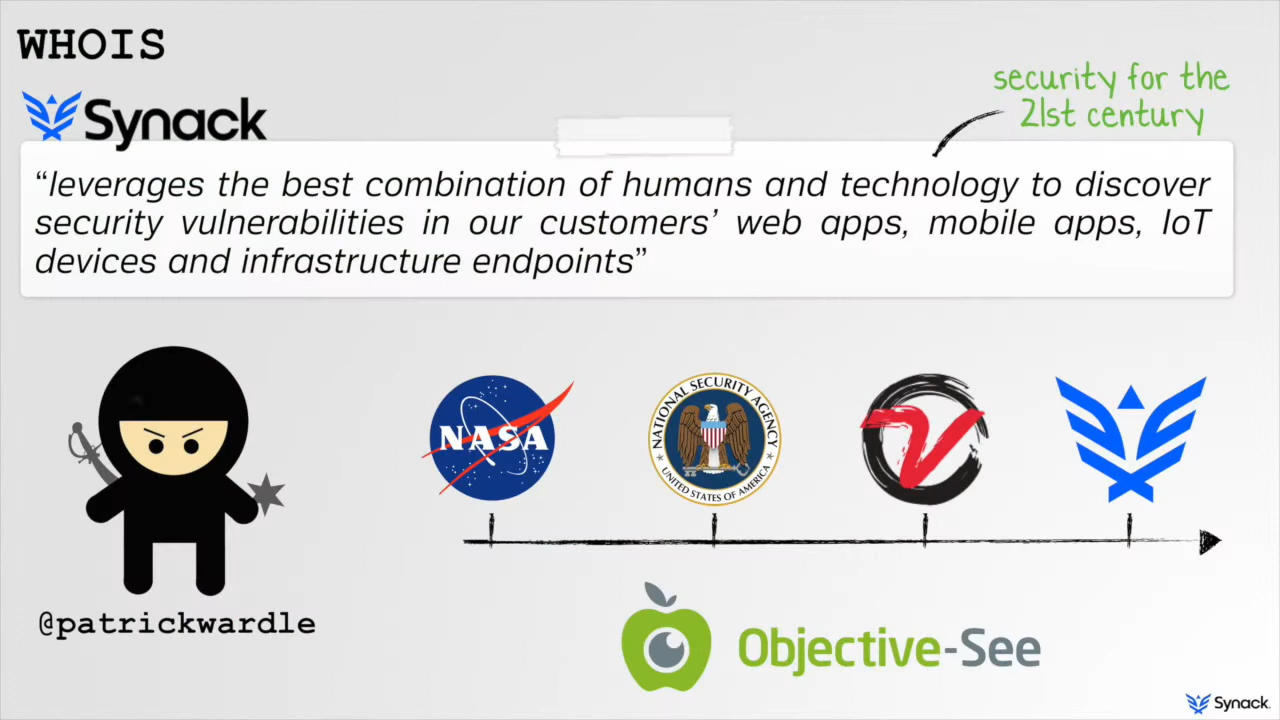 WHOIS
security for the
21st century
Synack
“leverages the best combination of humans and technology to discover
security vulnerabilities in our customers’ web apps, mobile apps, IoT
devices and infrastructure endpoints”
NASA
NATIONAL SECURITY AGENCY
UNITED STATES OF AMERICA
V
@patrickwardle
Objective-See
Synack.